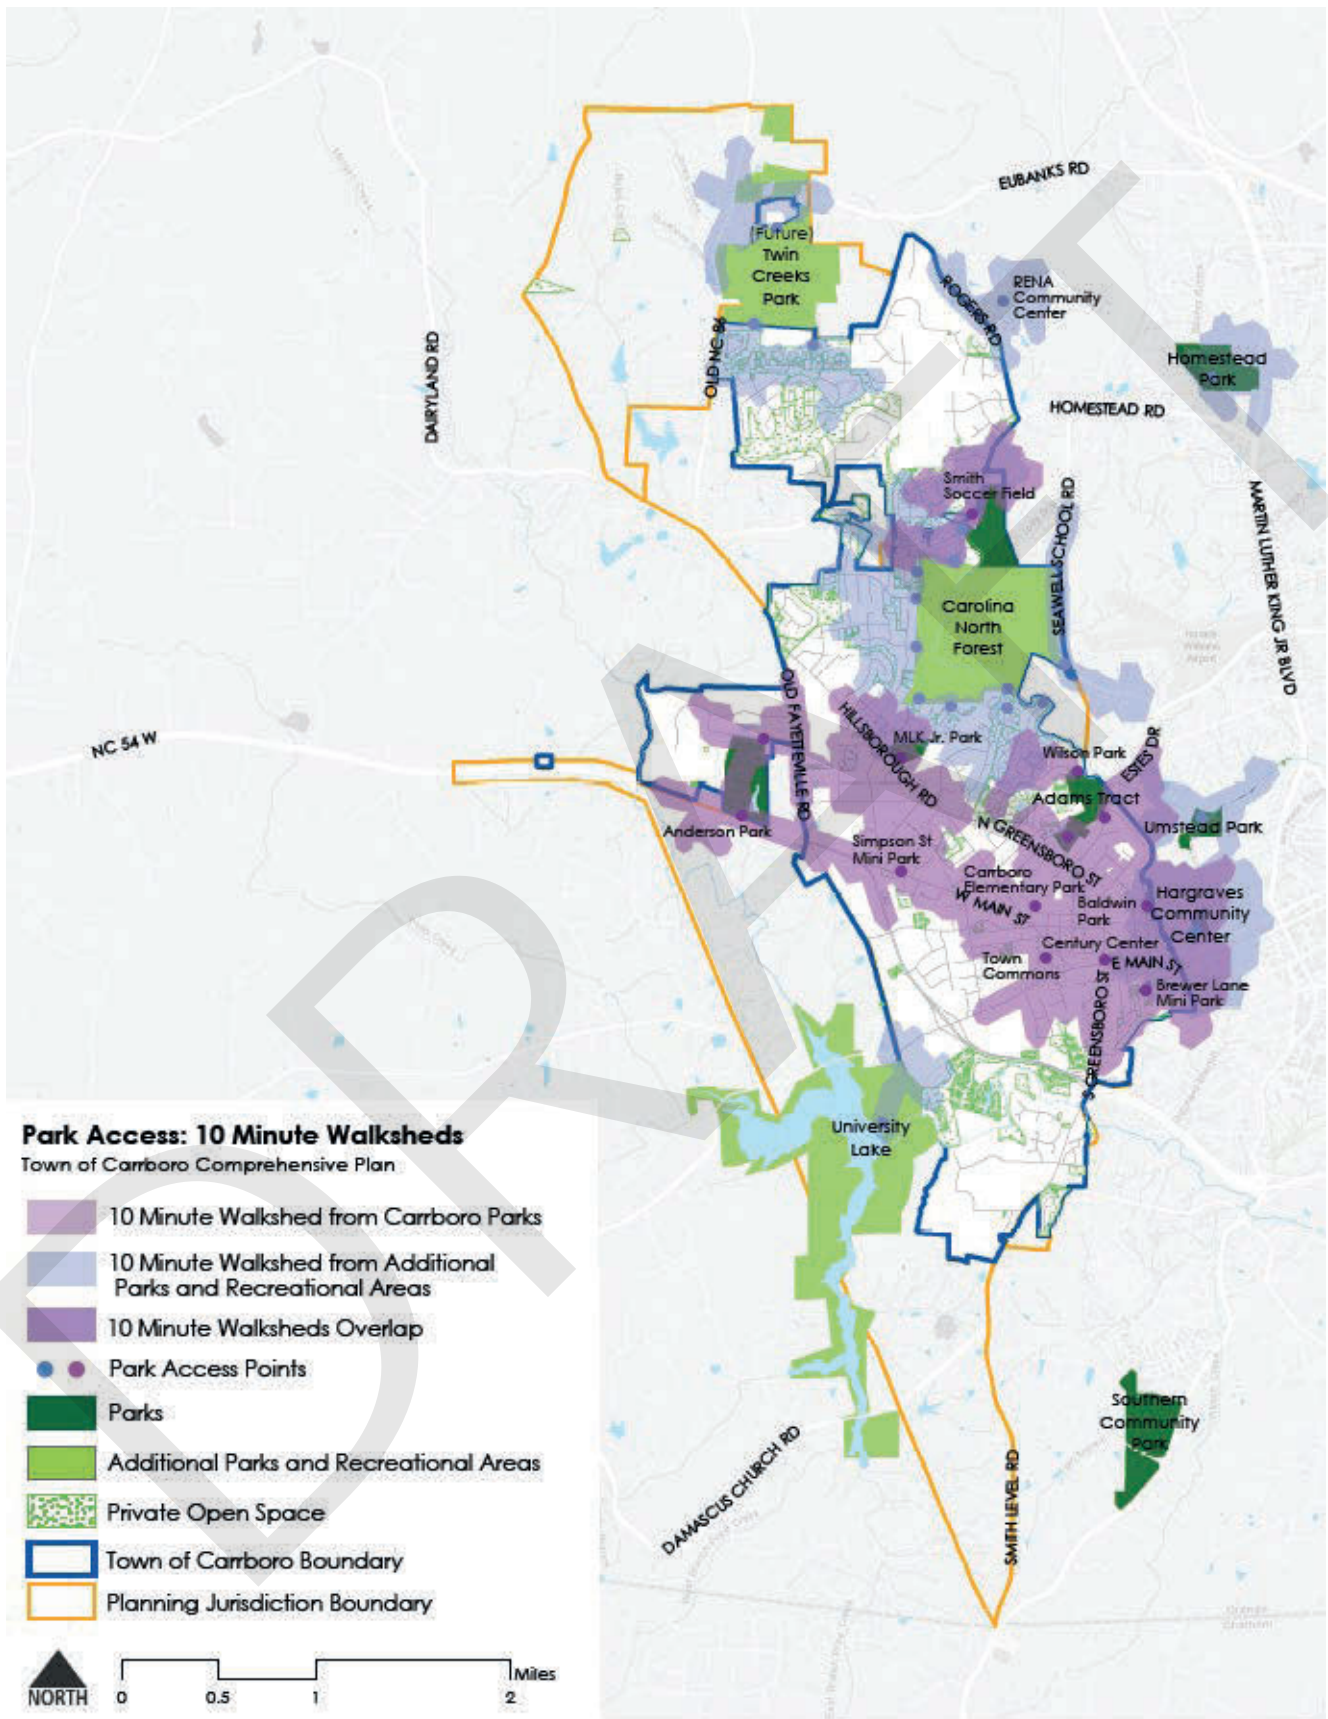 EUBANKS RD
(Future)
Twin
Creeks
Park
ROGERS RD
RENA
Community
Center
OLD NC 86
DAIRYLAND RD
Homestead
Park
HOMESTEAD RD
Smith
Soccer Field
SEAWELL SCHOOL RD
MARTIN LUTHER KING JR BLVD
Carolina
North
Forest
OLD FAYETTEVILLE RD
HILLSBOROUGH RD
MLK Jr. Park
NC 54 W
Wilson Park
ESTES DR
Adams Tract
Anderson Park
Umstead Park
N GREENSBORO ST
Simpson St
Mini Park
Carrboro
Elementary Park
W MAIN ST
Baldwin
Park
Hargraves
Community
Center
Century Center
E MAIN ST
Town
Commons
Brewer Lane
Mini Park
S GREENSBORO ST
University
Lake
Southern
Community
Park
DAMASCUS CHURCH RD
SMITH LEVEL RD
DRAFT
Park Access: 10 Minute Walksheds
Town of Carrboro Comprehensive Plan
10 Minute Walkshed from Carrboro Parks
10 Minute Walkshed from Additional
Parks and Recreational Areas
10 Minute Walksheds Overlap
Park Access Points
Parks
Additional Parks and Recreational Areas
Private Open Space
Town of Carrboro Boundary
Planning Jurisdiction Boundary
NORTH
0 0.5 1 2
Miles